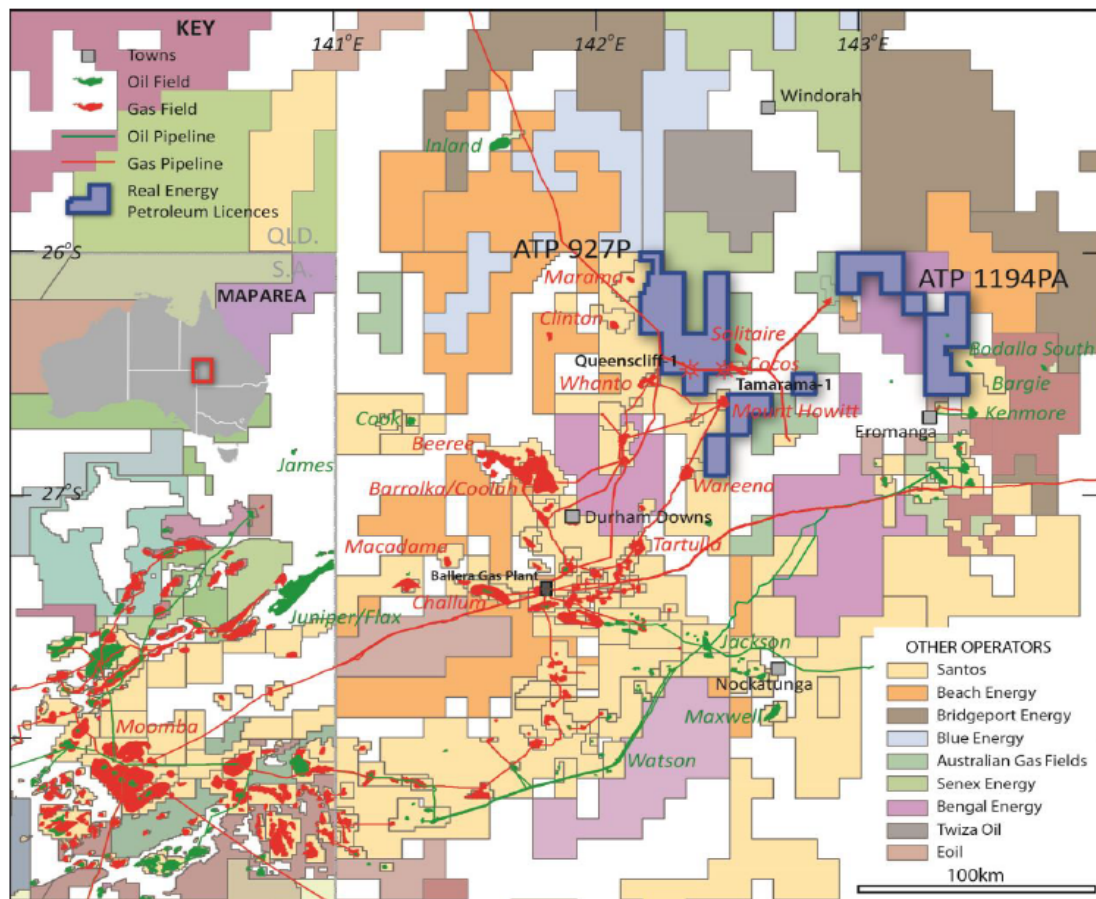 KEY
Towns
Oil Field
Gas Field
Oil Pipeline
Gas Pipeline
Real Energy
Petroleum Licences
141°E
142°E
143°E
Windorah
Inland
26°S
QLD.
S.A.
MAPAREA
ATP 927P
ATP 1194PA
Marama
Clinton
Solitaire
Queenscliff-1
Cocos
Bodalla South
Whanto
Tamarama-1
Bargie
Cook
Mount Howitt
Kenmore
Eromanga
Beeree
James
Barrolka/Coolah
Wareena
27°S
Durham Downs
Macadama
Tartulla
Ballera Gas Plant
Challum
Juniper/Flax
Jackson
Nockatunga
Moomba
Maxwell
Watson
OTHER OPERATORS
Santos
Beach Energy
Bridgeport Energy
Blue Energy
Australian Gas Fields
Senex Energy
Bengal Energy
Twiza Oil
Eoil
100km